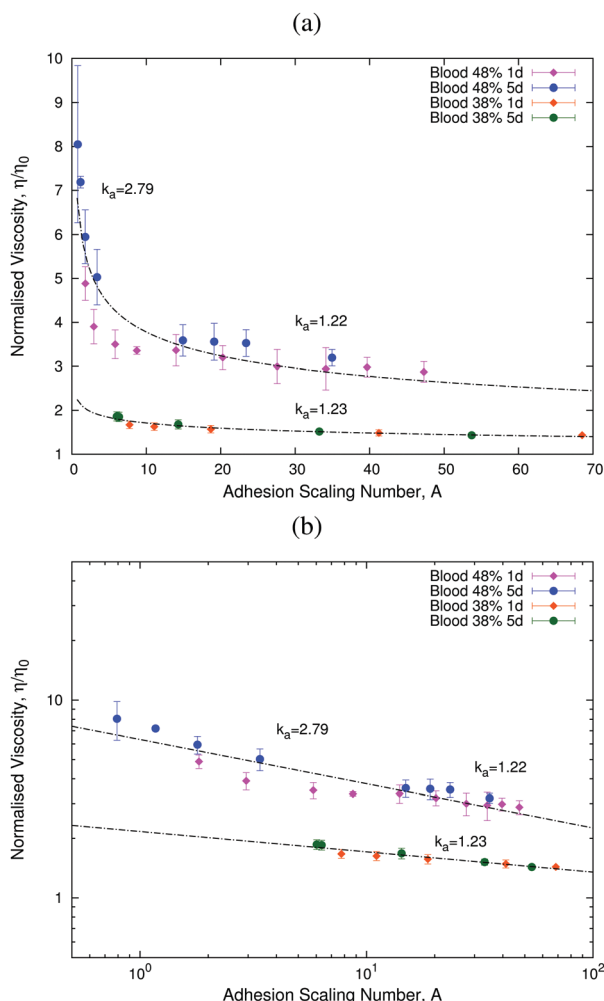 (a)
10
9
8
7
6
5
4
3
2
1
Normalised Viscosity, η/η0
Blood 48% 1d
Blood 48% 5d
Blood 38% 1d
Blood 38% 5d
ka=2.79
ka=1.22
ka=1.23
0 10 20 30 40 50 60 70
Adhesion Scaling Number, A
(b)
10
1
Normalised Viscosity, η/η0
Blood 48% 1d
Blood 48% 5d
Blood 38% 1d
Blood 38% 5d
ka=2.79
ka=1.22
ka=1.23
10^0 10^1 10^2
Adhesion Scaling Number, A